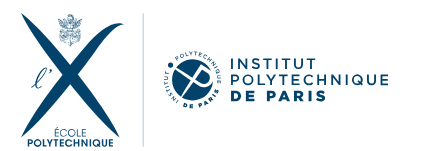 l'X
ÉCOLE
POLYTECHNIQUE
INSTITUT POLYTECHNIQUE DE PARIS
INSTITUT
POLYTECHNIQUE
DE PARIS